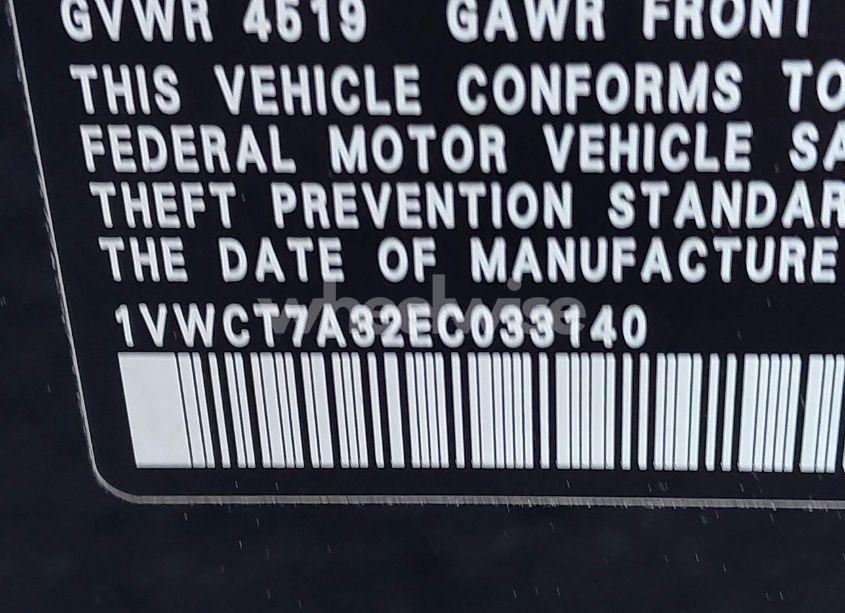 GVWR 4519 GAWR FRONT
THIS VEHICLE CONFORMS TO
FEDERAL MOTOR VEHICLE SA
THEFT PREVENTION STANDAR
THE DATE OF MANUFACTURE
1VWCT7A32EC033140
wheelwise